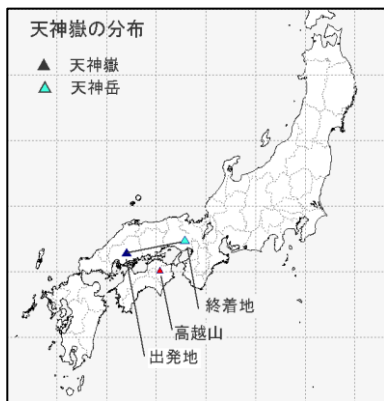 天神嶽の分布
天神嶽
天神岳
終着地
高越山
出発地